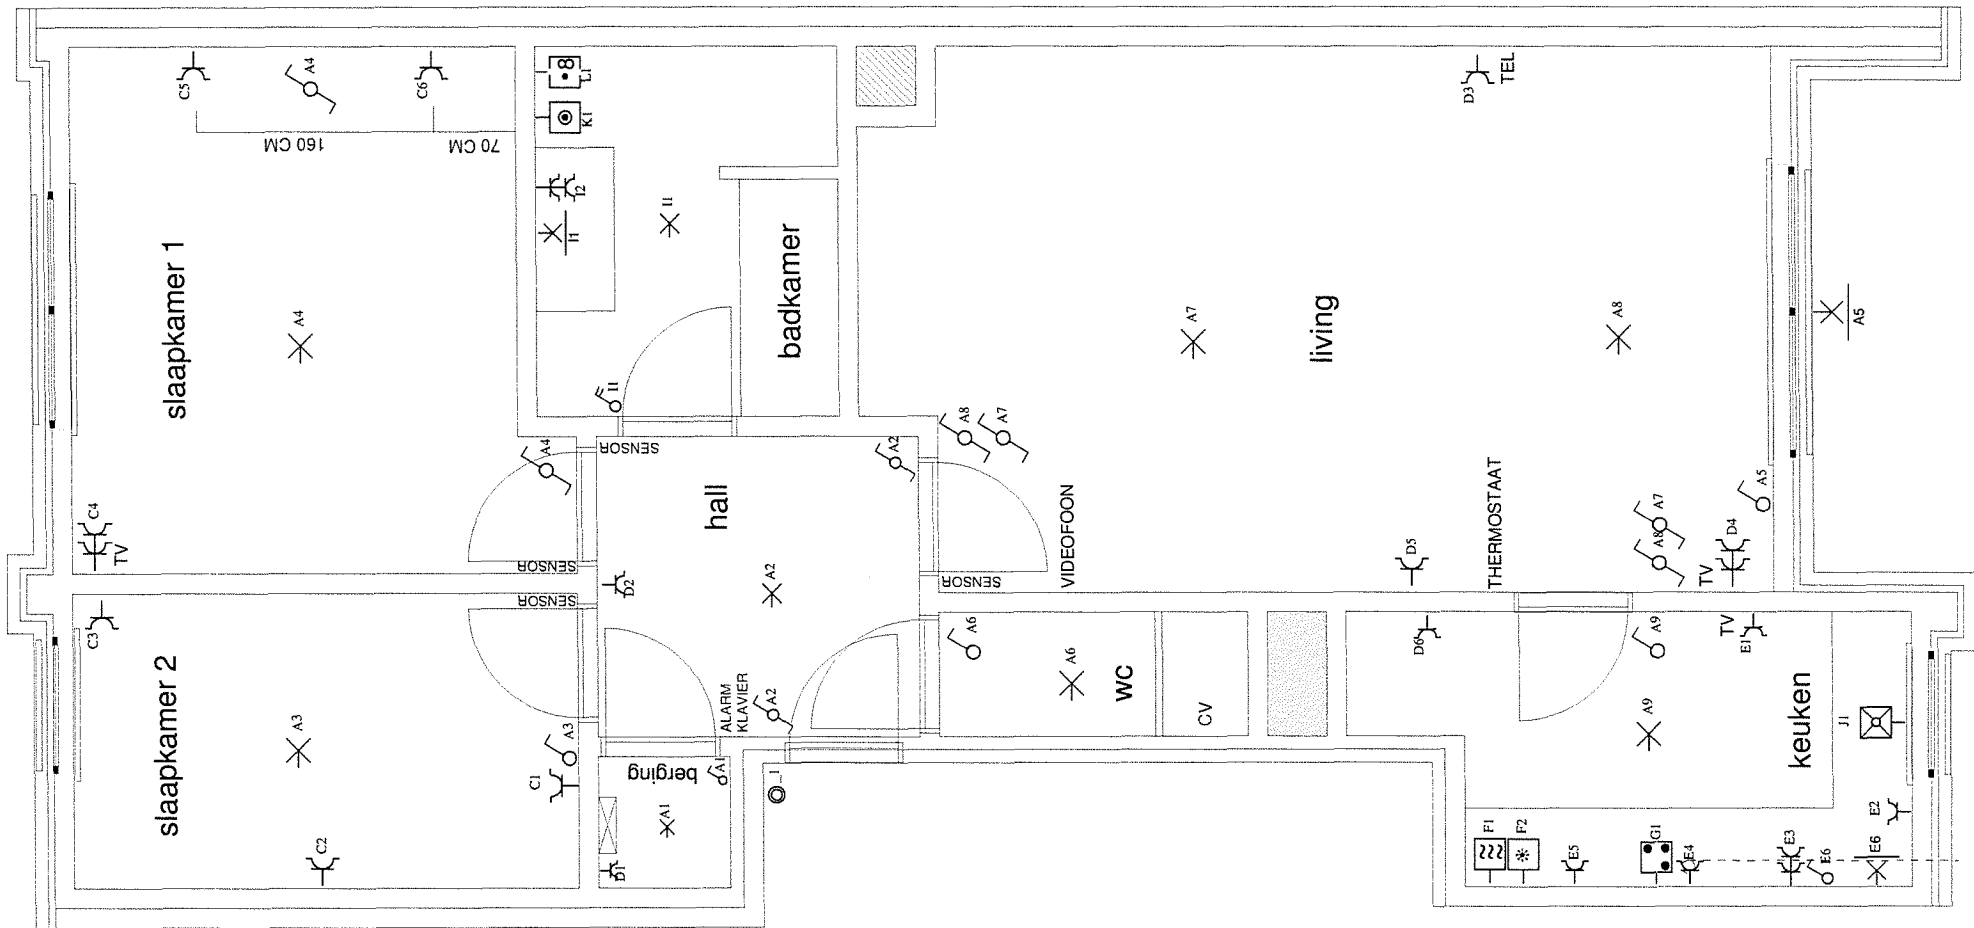 slaapkamer 1
C5
A4
C6
160 CM
70 CM
A4
A4
C4
TV
SENSOR
slaapkamer 2
C3
SENSOR
A3
A3
C1
C2
badkamer
L1
K1
I2
I1
I1
I1
SENSOR
hall
D2
A2
A2
A2
ALARM
KLAVIER
SENSOR
berging
A1
A1
D1
1
wc
A6
A6
CV
living
D3
TEL
A7
A8
A8
A7
VIDEOFOON
THERMOSTAAT
D5
A8
A7
TV
D4
A5
A5
keuken
D6
A9
A9
TV
E1
J1
E2
F1
F2
E5
G1
E4
E3
E6
E6